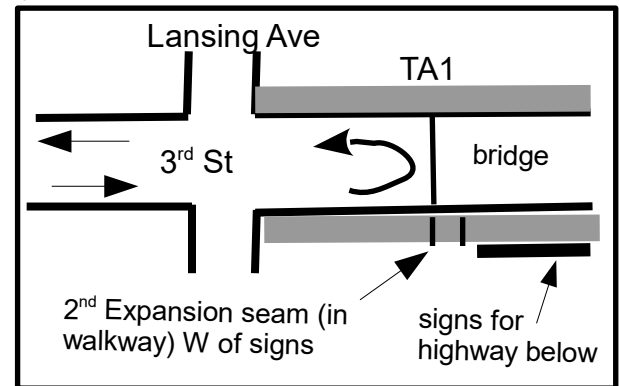 Lansing Ave
TA1
3rd St
bridge
2nd Expansion seam (in
walkway) W of signs
signs for
highway below